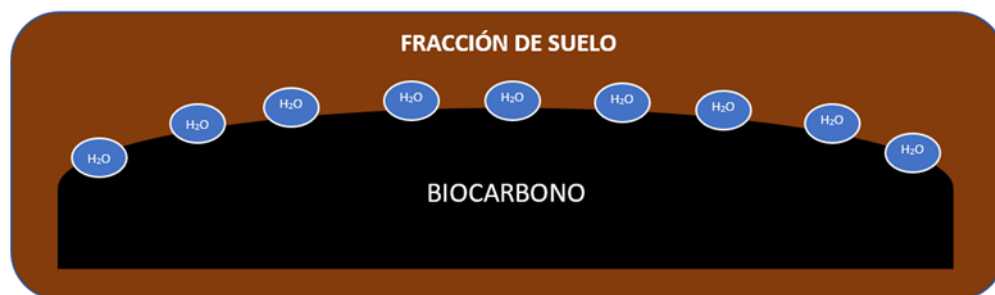 FRACCIÓN DE SUELO
H₂O H₂O H₂O H₂O H₂O H₂O H₂O H₂O H₂O
BIOCARBONO